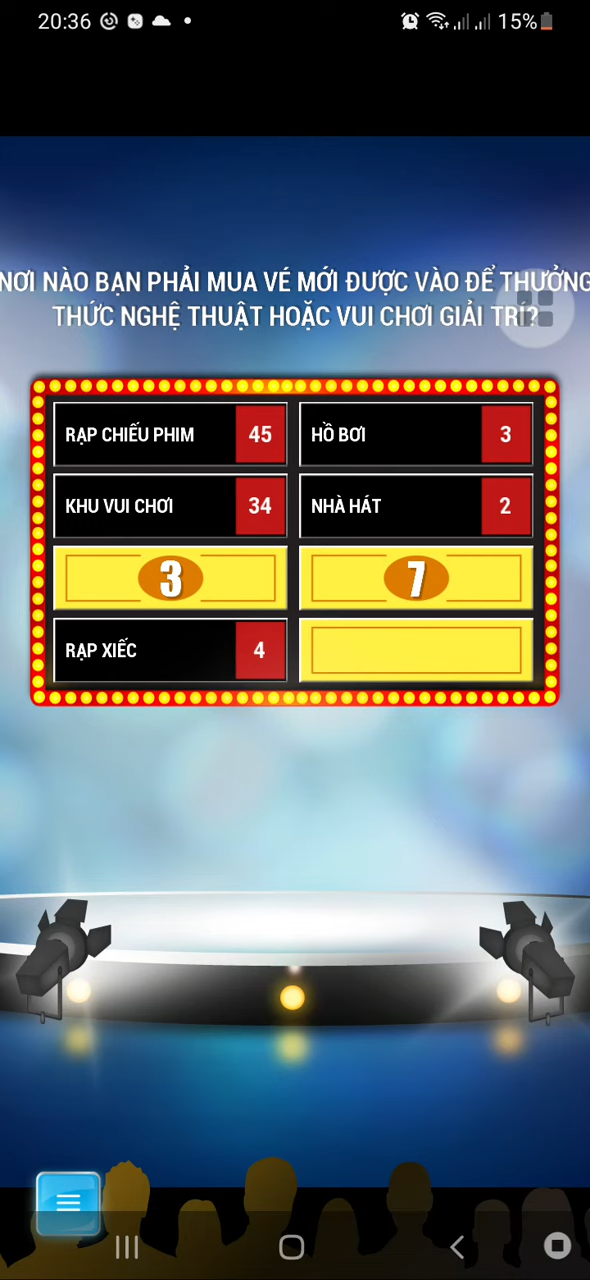 20:36
15%
NƠI NÀO BẠN PHẢI MUA VÉ MỚI ĐƯỢC VÀO ĐỂ THƯỞNG
THỨC NGHỆ THUẬT HOẶC VUI CHƠI GIẢI TRÍ?
RẠP CHIẾU PHIM 45
HỒ BƠI 3
KHU VUI CHƠI 34
NHÀ HÁT 2
3
7
RẠP XIẾC 4